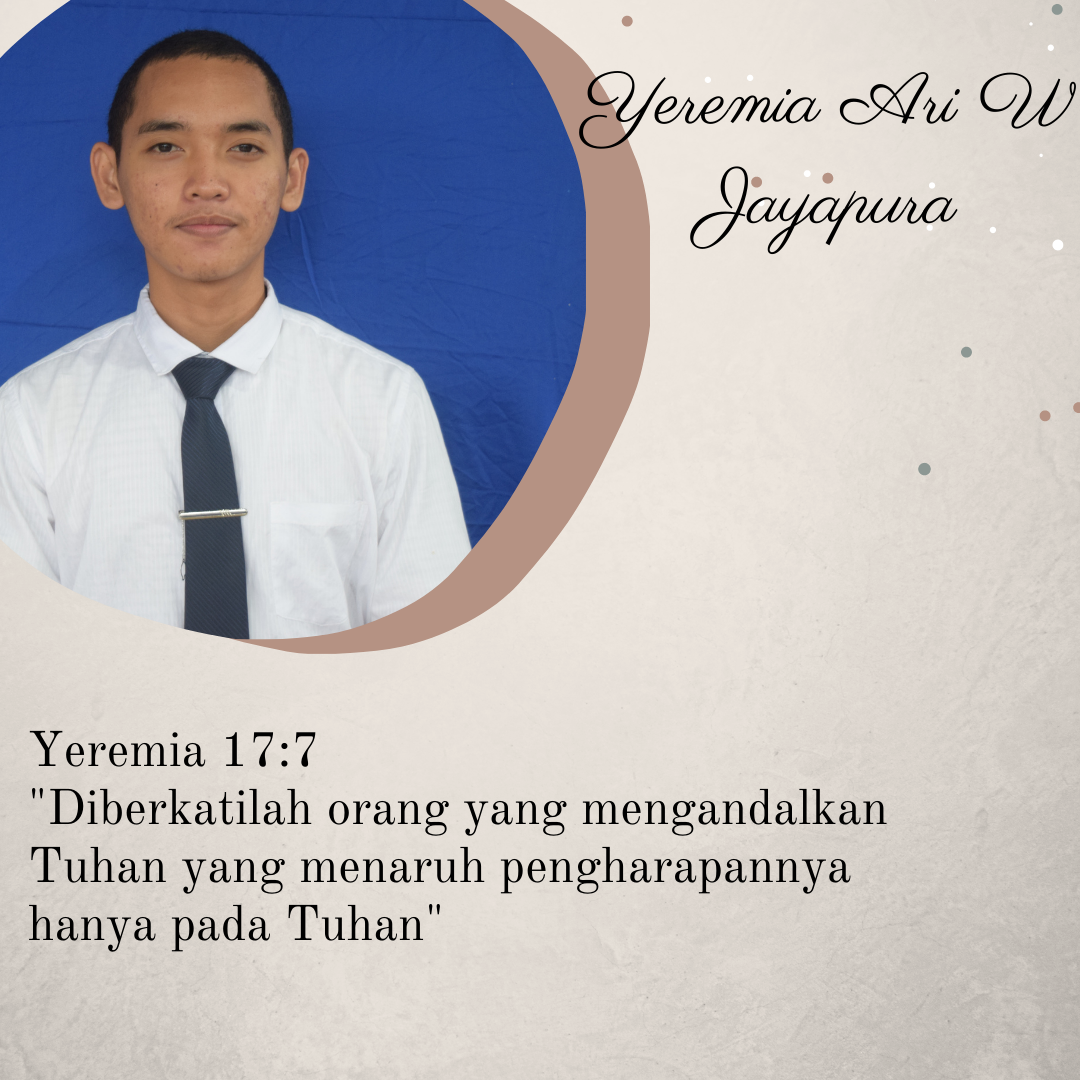 Yeremia Ari W
Jayapura
Yeremia 17:7
"Diberkatilah orang yang mengandalkan
Tuhan yang menaruh pengharapannya
hanya pada Tuhan"